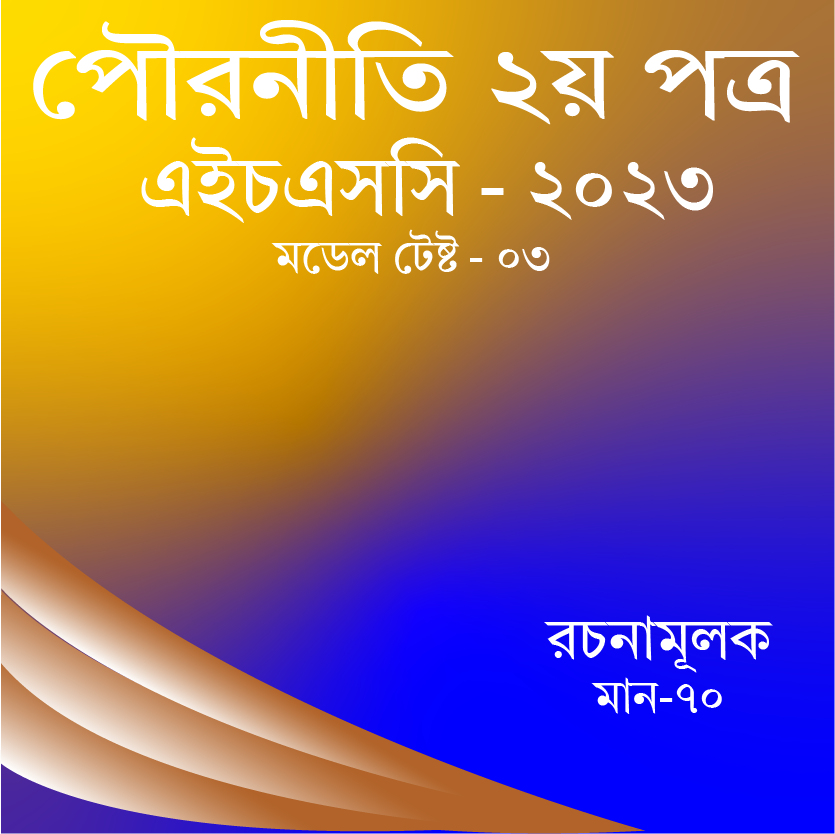 পৌরনীতি ২য় পত্র
এইচএসসি - ২০২৩
মডেল টেষ্ট - ০৩
রচনামূলক
মান-৭০